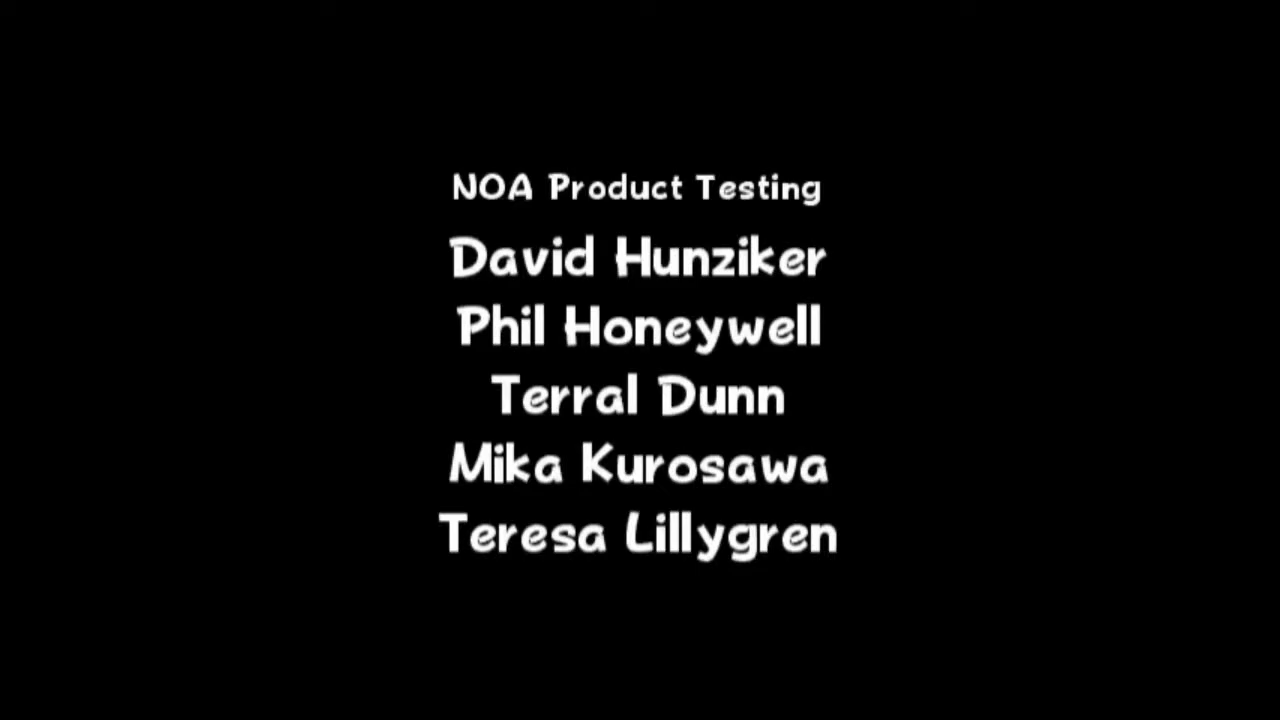 NOA Product Testing
David Hunziker
Phil Honeywell
Terral Dunn
Mika Kurosawa
Teresa Lillygren